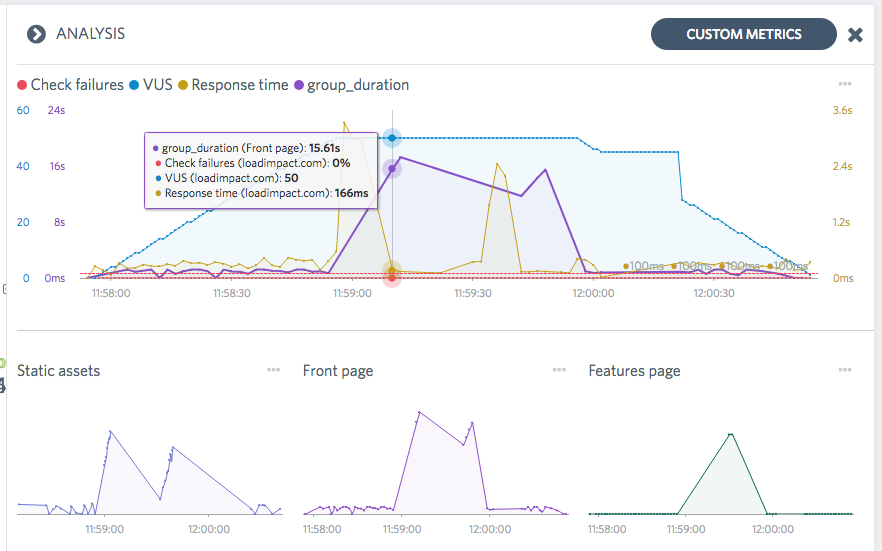 ANALYSIS
CUSTOM METRICS
Check failures VUS Response time group_duration
60 24s 3.6s
group_duration (Front page): 15.61s
Check failures (loadimpact.com): 0%
VUS (loadimpact.com): 50
Response time (loadimpact.com): 166ms
40 16s 2.4s
20 8s 1.2s
100ms 100ms 100ms 100ms
0 0ms 0ms
11:58:00 11:58:30 11:59:00 11:59:30 12:00:00 12:00:30
Static assets Front page Features page
11:59:00 12:00:00 11:58:00 11:59:00 12:00:00 11:58:00 11:59:00 12:00:00